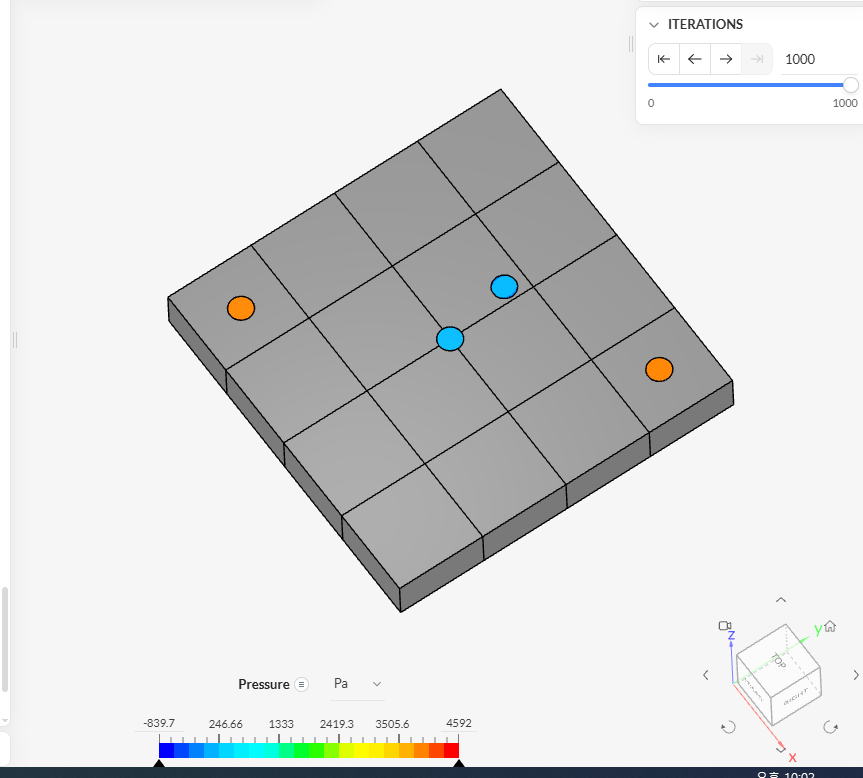 ITERATIONS
1000
0
1000
Z
y
TOP
RIGHT
X
Pressure
Pa
-839.7
246.66
1333
2419.3
3505.6
4592